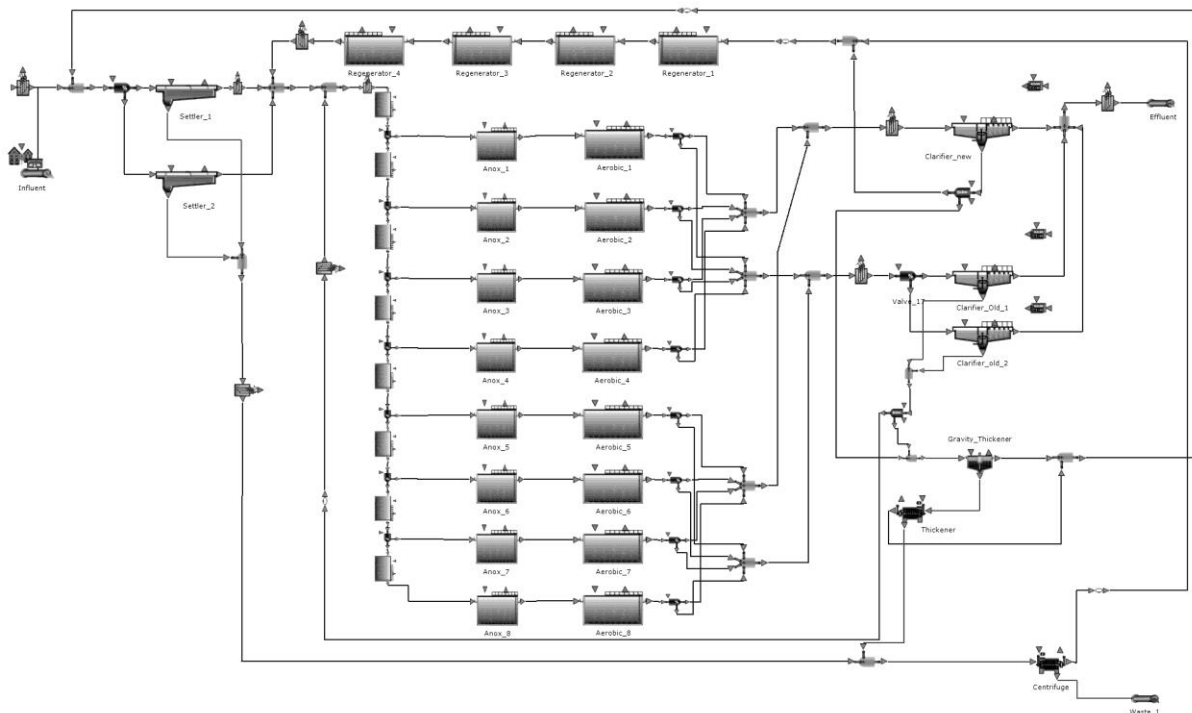 Regenerator_4 Regenerator_3 Regenerator_2 Regenerator_1
Settler_1
Effluent
Influent
Settler_2
Clarifier_new
Anox_1 Aerobic_1
Anox_2 Aerobic_2
Anox_3 Aerobic_3
Valve_17 Clarifier_Old_1
Anox_4 Aerobic_4
Clarifier_old_2
Anox_5 Aerobic_5
Gravity_Thickener
Anox_6 Aerobic_6
Thickener
Anox_7 Aerobic_7
Anox_8 Aerobic_8
Centrifuge
Waste_1